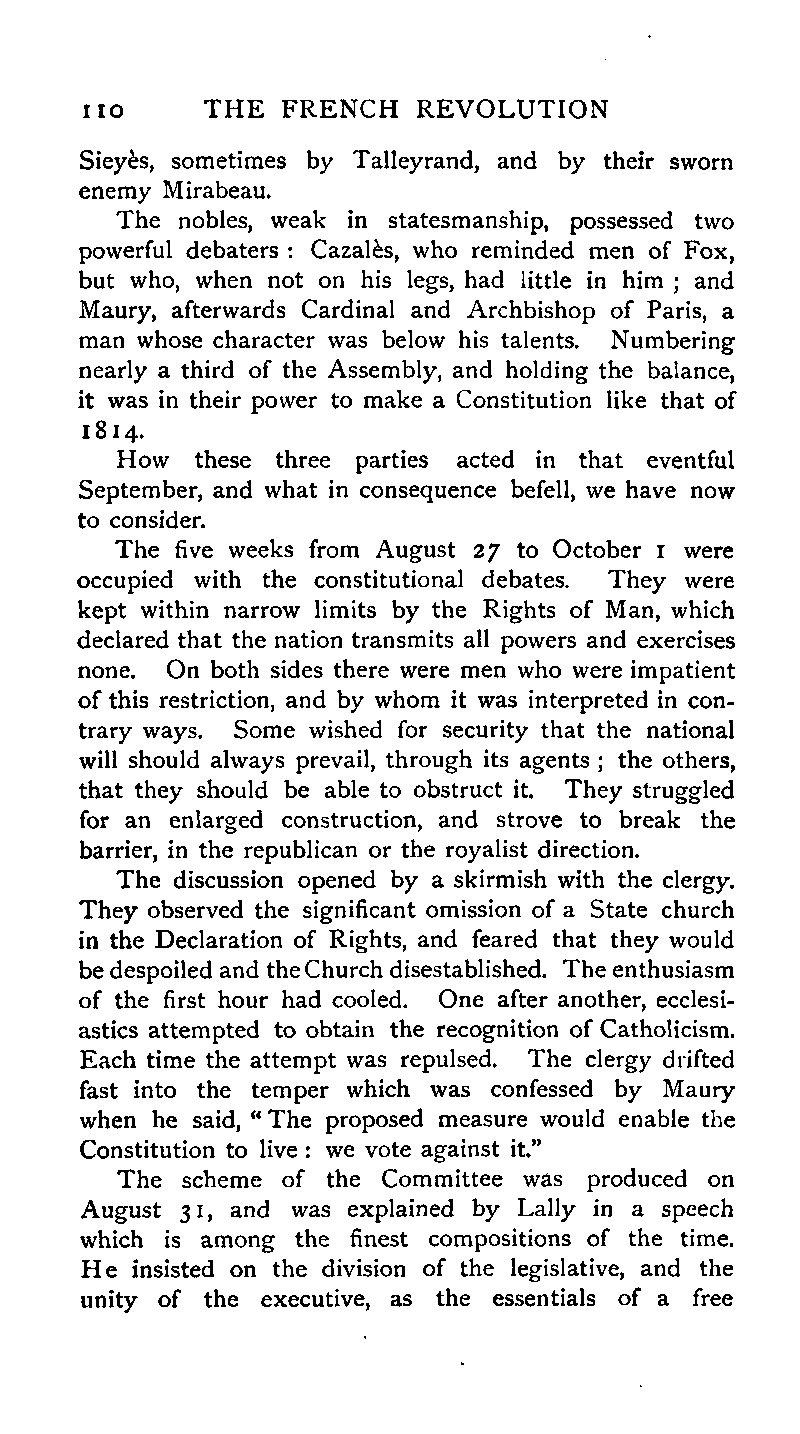 110 THE FRENCH REVOLUTION
Sieyès, sometimes by Talleyrand, and by their sworn
enemy Mirabeau.
The nobles, weak in statesmanship, possessed two
powerful debaters : Cazalès, who reminded men of Fox,
but who, when not on his legs, had little in him ; and
Maury, afterwards Cardinal and Archbishop of Paris, a
man whose character was below his talents. Numbering
nearly a third of the Assembly, and holding the balance,
it was in their power to make a Constitution like that of
1814.
How these three parties acted in that eventful
September, and what in consequence befell, we have now
to consider.
The five weeks from August 27 to October 1 were
occupied with the constitutional debates. They were
kept within narrow limits by the Rights of Man, which
declared that the nation transmits all powers and exercises
none. On both sides there were men who were impatient
of this restriction, and by whom it was interpreted in con-
trary ways. Some wished for security that the national
will should always prevail, through its agents ; the others,
that they should be able to obstruct it. They struggled
for an enlarged construction, and strove to break the
barrier, in the republican or the royalist direction.
The discussion opened by a skirmish with the clergy.
They observed the significant omission of a State church
in the Declaration of Rights, and feared that they would
be despoiled and the Church disestablished. The enthusiasm
of the first hour had cooled. One after another, ecclesi-
astics attempted to obtain the recognition of Catholicism.
Each time the attempt was repulsed. The clergy drifted
fast into the temper which was confessed by Maury
when he said, “The proposed measure would enable the
Constitution to live : we vote against it.”
The scheme of the Committee was produced on
August 31, and was explained by Lally in a speech
which is among the finest compositions of the time.
He insisted on the division of the legislative, and the
unity of the executive, as the essentials of a free